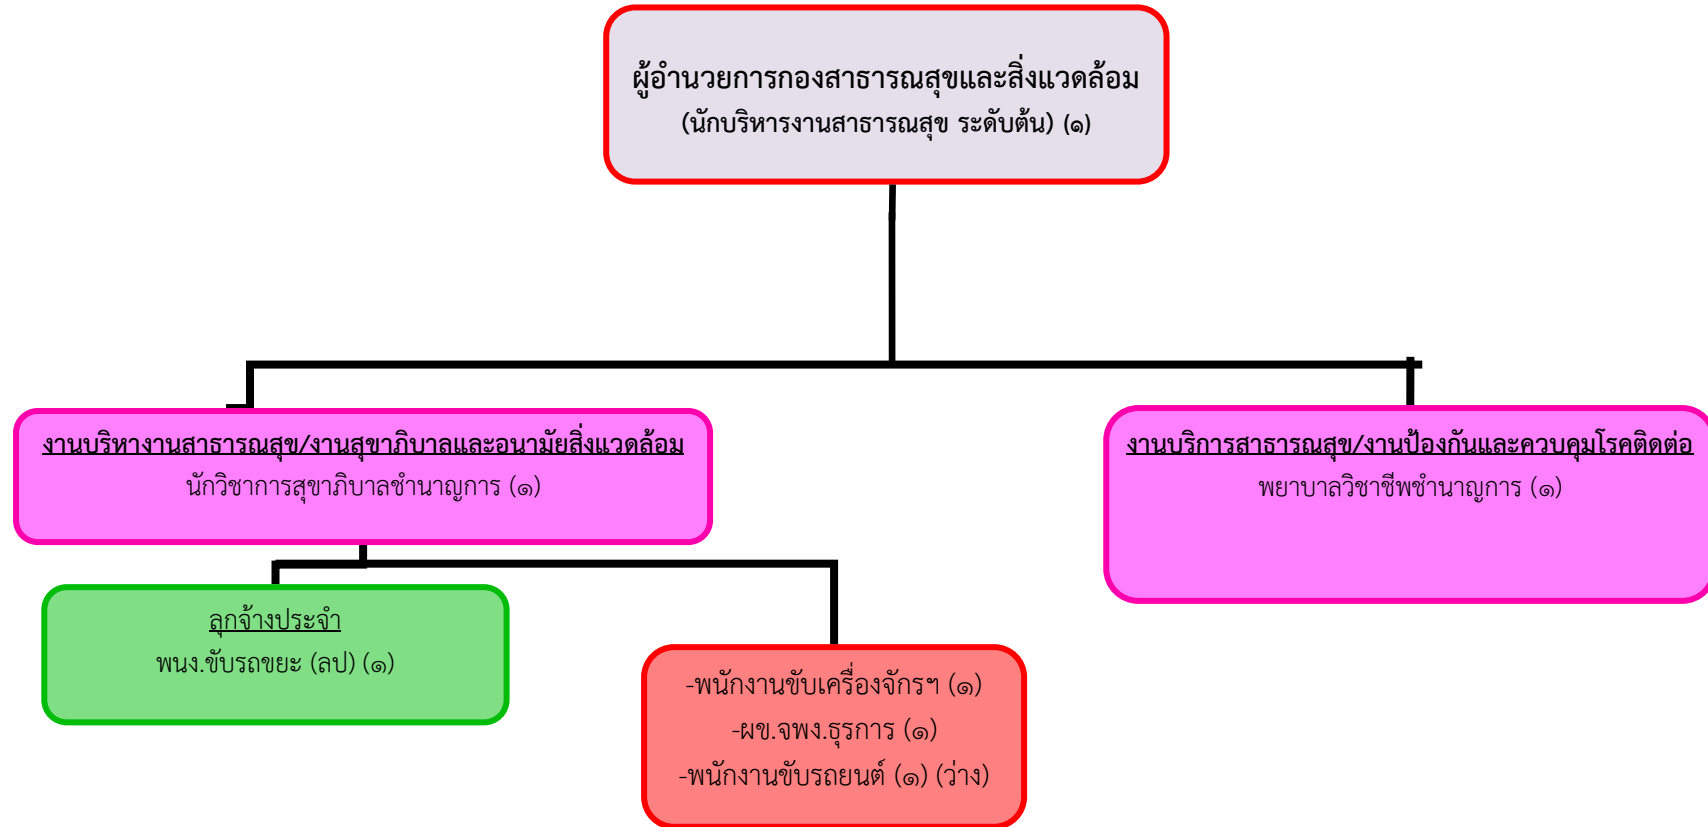 ผู้อำนวยการกองสาธารณสุขและสิ่งแวดล้อม
(นักบริหารงานสาธารณสุข ระดับต้น) (๑)
งานบริหางานสาธารณสุข/งานสุขาภิบาลและอนามัยสิ่งแวดล้อม
นักวิชาการสุขาภิบาลชำนาญการ (๑)
งานบริการสาธารณสุข/งานป้องกันและควบคุมโรคติดต่อ
พยาบาลวิชาชีพชำนาญการ (๑)
ลูกจ้างประจำ
พนง.ขับรถขยะ (ลป) (๑)
-พนักงานขับเครื่องจักรฯ (๑)
-ผช.จพง.ธุรการ (๑)
-พนักงานขับรถยนต์ (๑) (ว่าง)